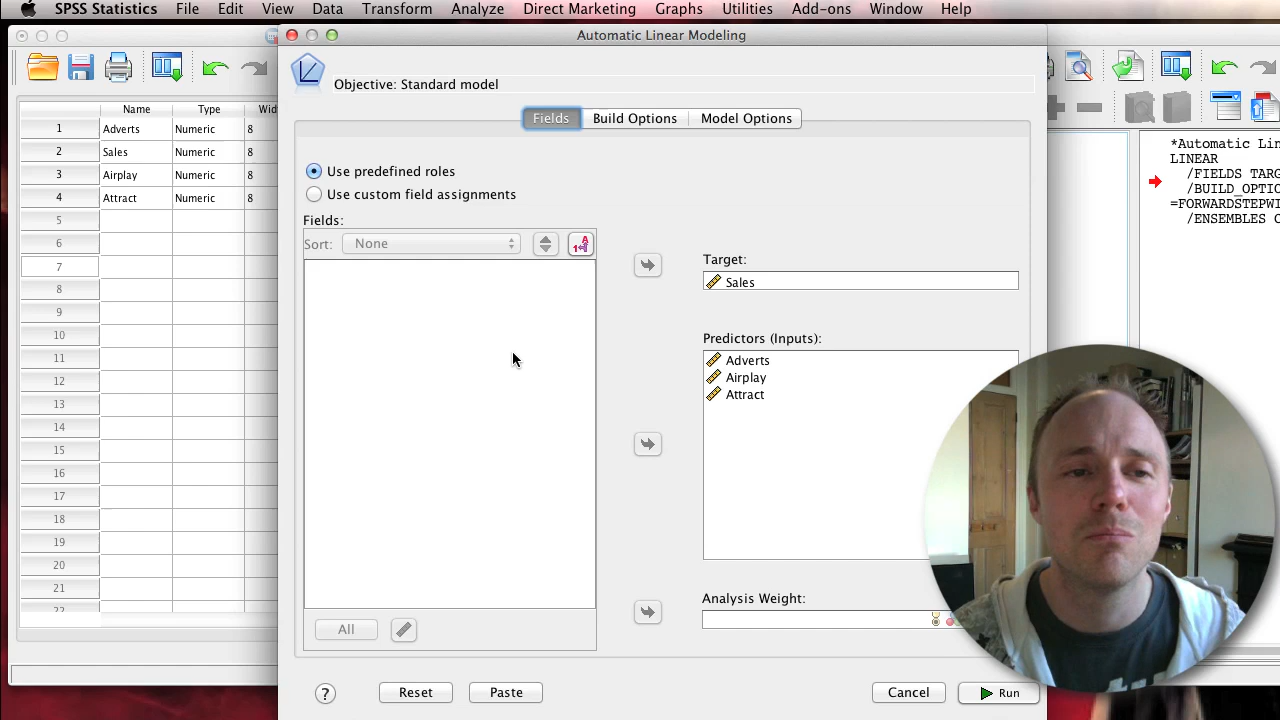 SPSS Statistics File Edit View Data Transform Analyze Direct Marketing Graphs Utilities Add-ons Window Help
Automatic Linear Modeling
Objective: Standard model
Fields Build Options Model Options
Name Type Wid
1 Adverts Numeric 8
2 Sales Numeric 8
3 Airplay Numeric 8
4 Attract Numeric 8
5
6
7
8
9
10
11
12
13
14
15
16
17
18
19
20
21
22
Use predefined roles
Use custom field assignments
Fields:
Sort: None
Target:
Sales
Predictors (Inputs):
Adverts
Airplay
Attract
Analysis Weight:
All
? Reset Paste Cancel Run
*Automatic Lin
LINEAR
/FIELDS TARG
/BUILD_OPTIO
=FORWARDSTEPWI
/ENSEMBLES C